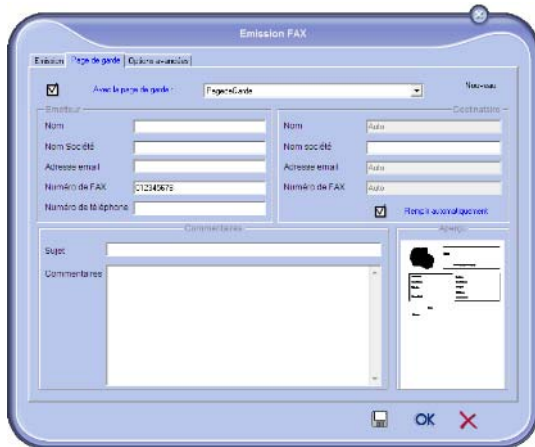 Emission FAX
Emission Page de garde Options avancées
Avec la page de garde : PagedeGarde Nouveau
Emetteur
Nom
Nom Société
Adresse email
Numéro de FAX 012345678
Numéro de téléphone
Destinataire
Nom Auto
Nom société
Adresse email Auto
Numéro de FAX Auto
Remplir automatiquement
Commentaires
Sujet
Commentaires
Aperçu
OK